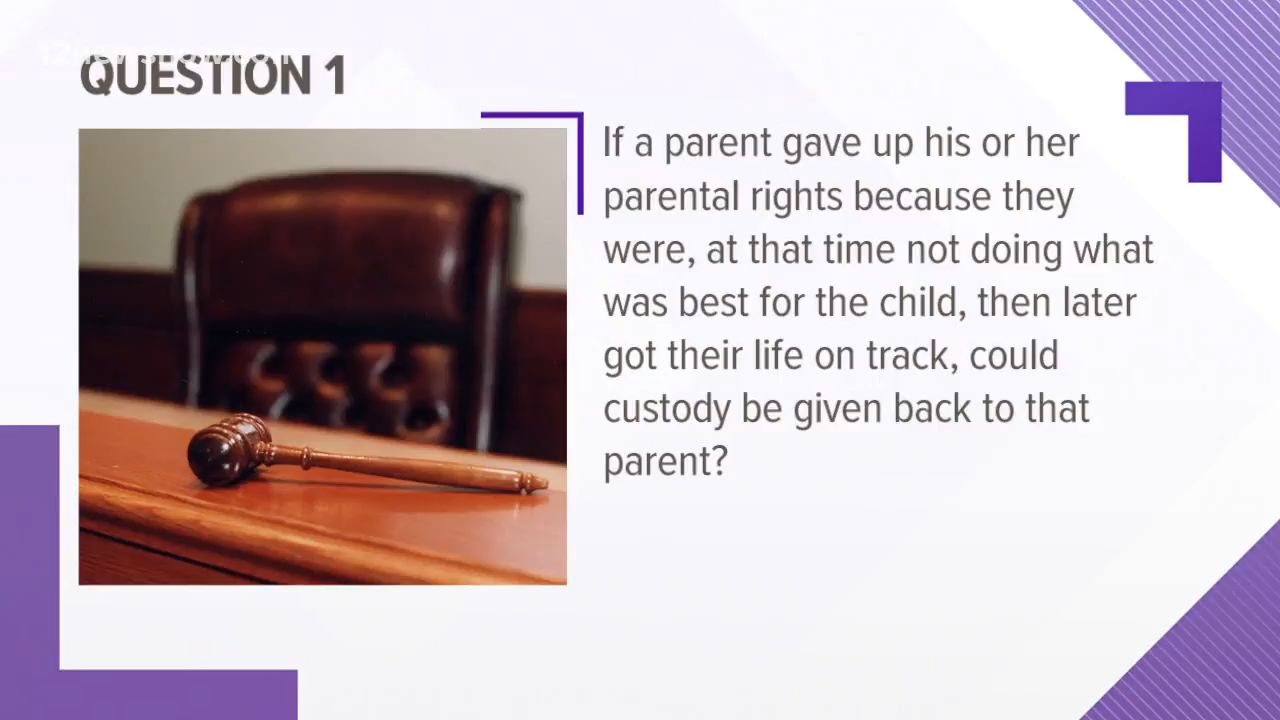 12newsnow.com
QUESTION 1
If a parent gave up his or her
parental rights because they
were, at that time not doing what
was best for the child, then later
got their life on track, could
custody be given back to that
parent?